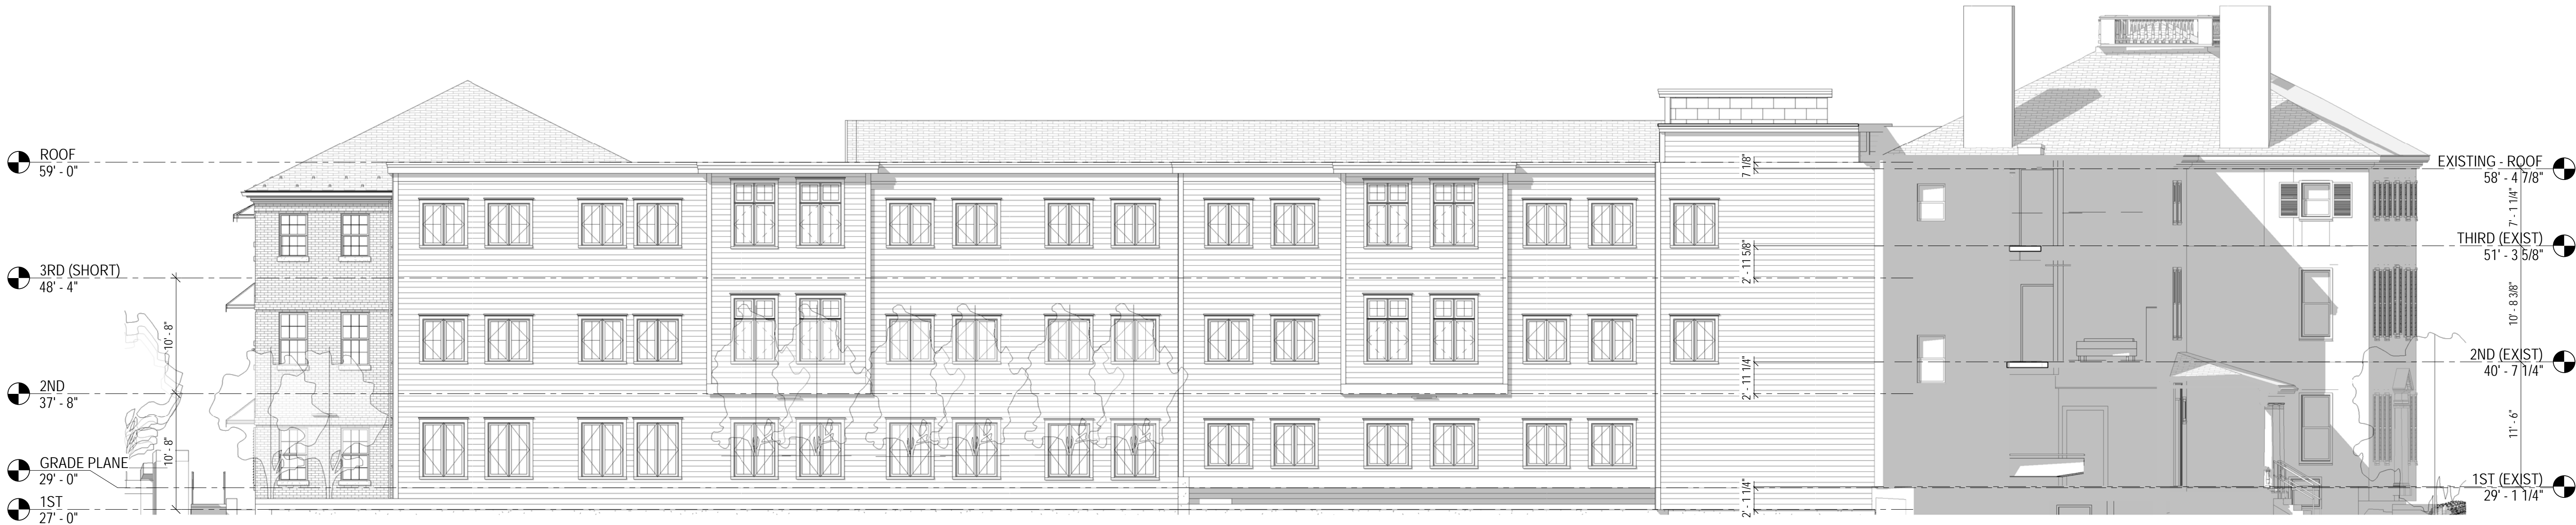 ROOF
59' - 0"
3RD (SHORT)
48' - 4"
10' - 8"
2ND
37' - 8"
10' - 8"
GRADE PLANE
29' - 0"
1ST
27' - 0"
7 1/8"
2' - 11 5/8"
2' - 11 1/4"
2' - 1 1/4"
EXISTING - ROOF
58' - 4 7/8"
7' - 1 1/4"
THIRD (EXIST)
51' - 3 5/8"
10' - 8 3/8"
2ND (EXIST)
40' - 7 1/4"
11' - 6"
1ST (EXIST)
29' - 1 1/4"